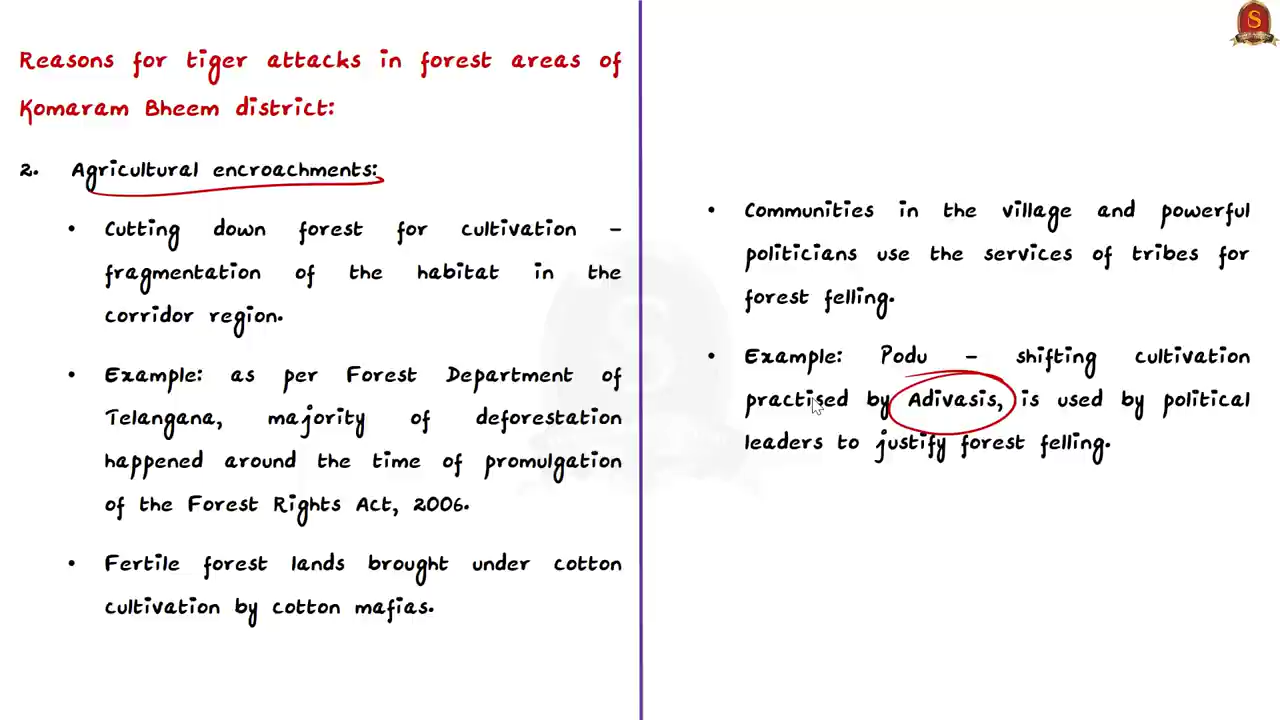 Reasons for tiger attacks in forest areas of
Komaram Bheem district:
2. Agricultural encroachments:
• Cutting down forest for cultivation –
fragmentation of the habitat in the
corridor region.
• Example: as per Forest Department of
Telangana, majority of deforestation
happened around the time of promulgation
of the Forest Rights Act, 2006.
• Fertile forest lands brought under cotton
cultivation by cotton mafias.
• Communities in the village and powerful
politicians use the services of tribes for
forest felling.
• Example: Podu – shifting cultivation
practised by Adivasis, is used by political
leaders to justify forest felling.
S